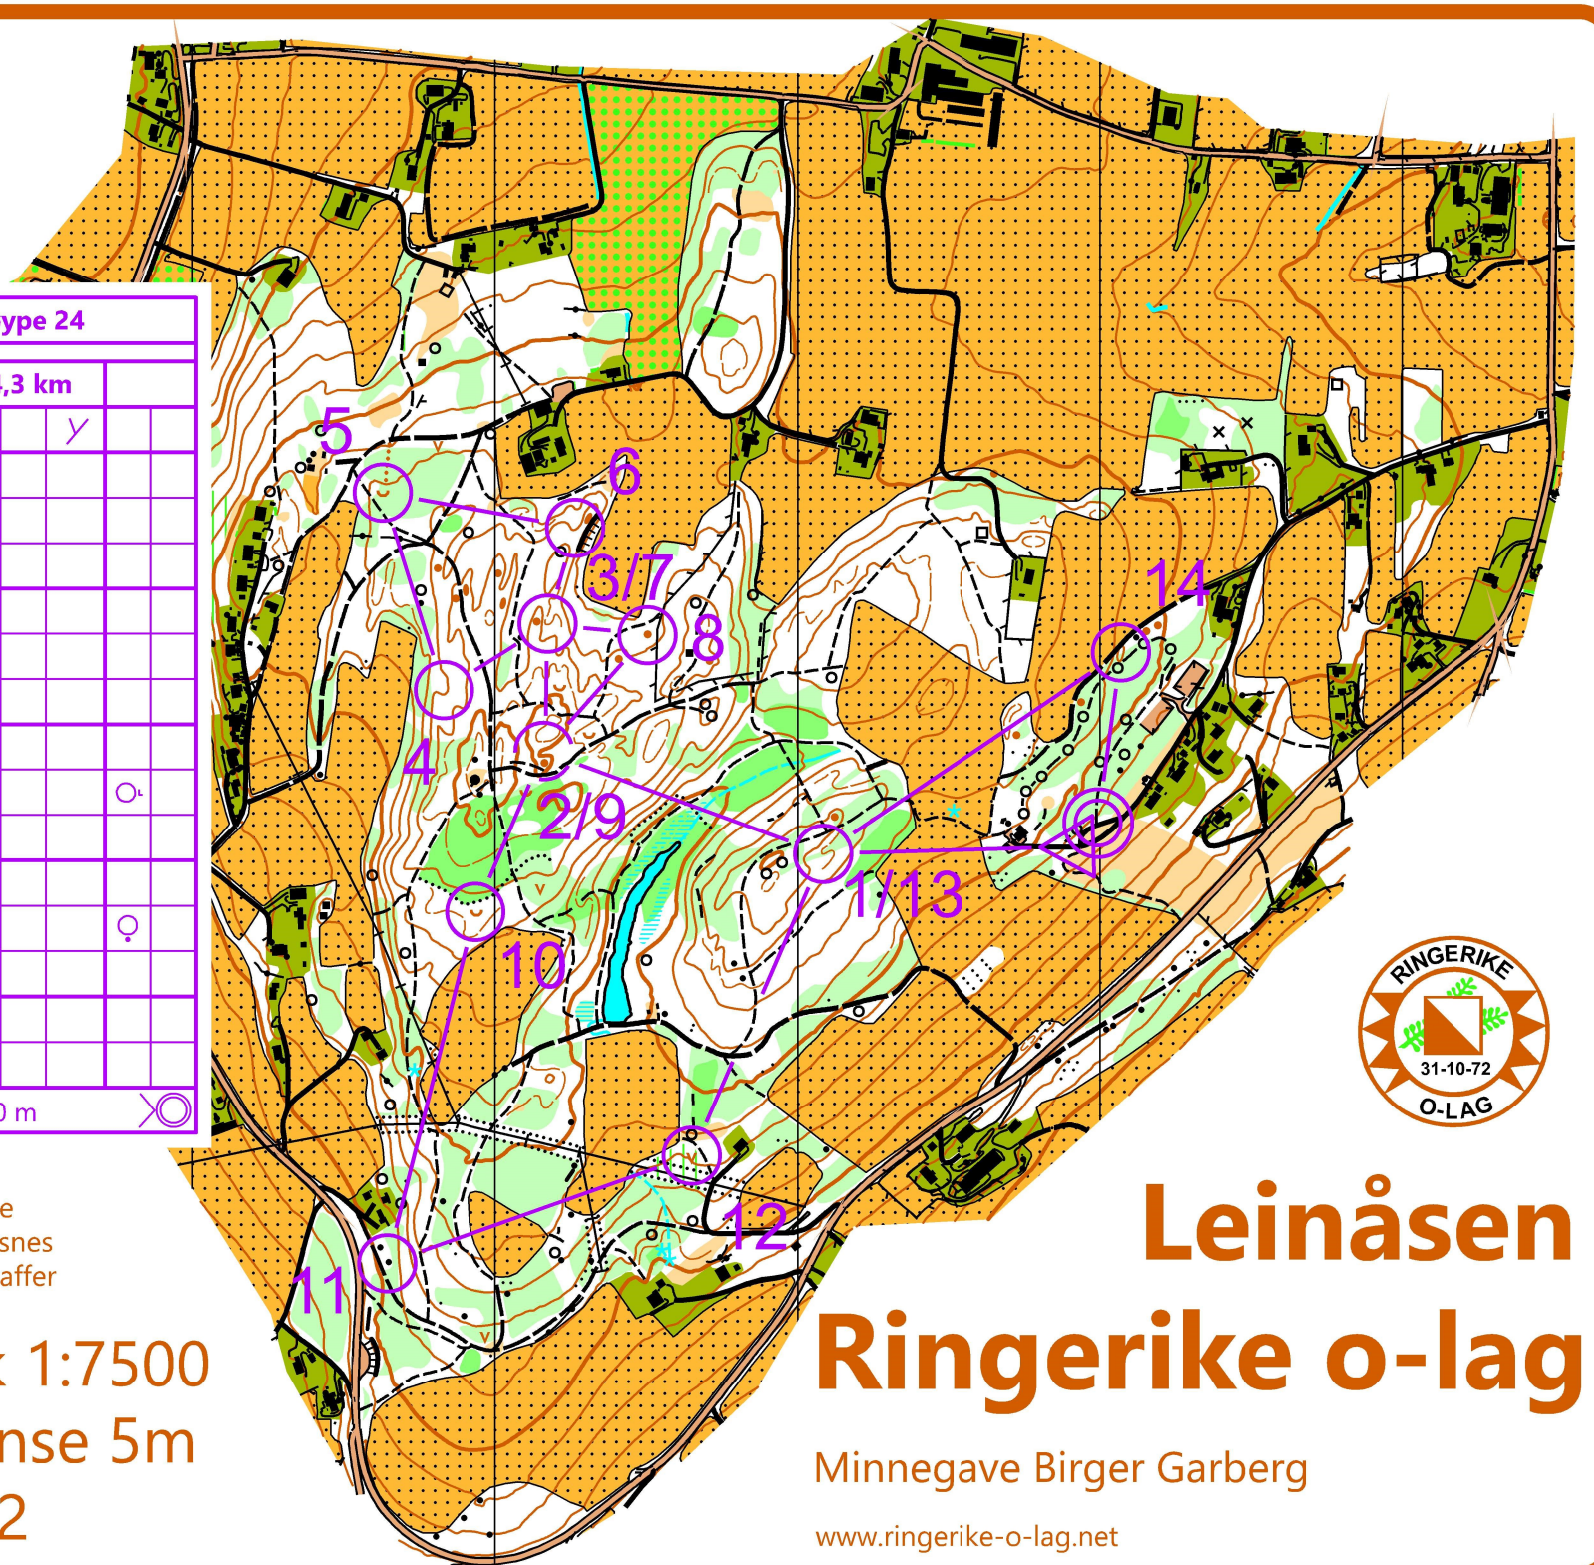 ype 24
4,3 km
0 m
5
6
3/7
14
8
4
2/9
1/13
10
12
11
RINGERIKE
31-10-72
O-LAG
e
snes
affer
k 1:7500
nse 5m
2
Leinåsen
Ringerike o-lag
Minnegave Birger Garberg
www.ringerike-o-lag.net